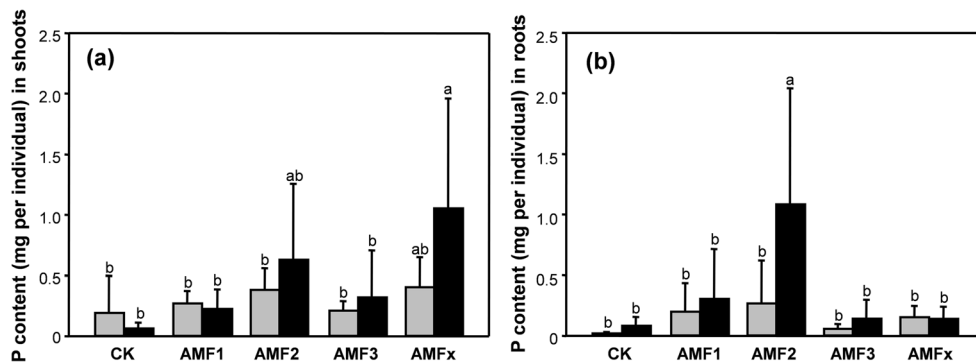 P content (mg per individual) in shoots
(a)
2.5
2.0
1.5
1.0
0.5
0
b
b
b
b
b
ab
b
b
ab
a
CK AMF1 AMF2 AMF3 AMFx
P content (mg per individual) in roots
(b)
2.5
2.0
1.5
1.0
0.5
0
b
b
b
b
b
a
b
b
b
b
CK AMF1 AMF2 AMF3 AMFx